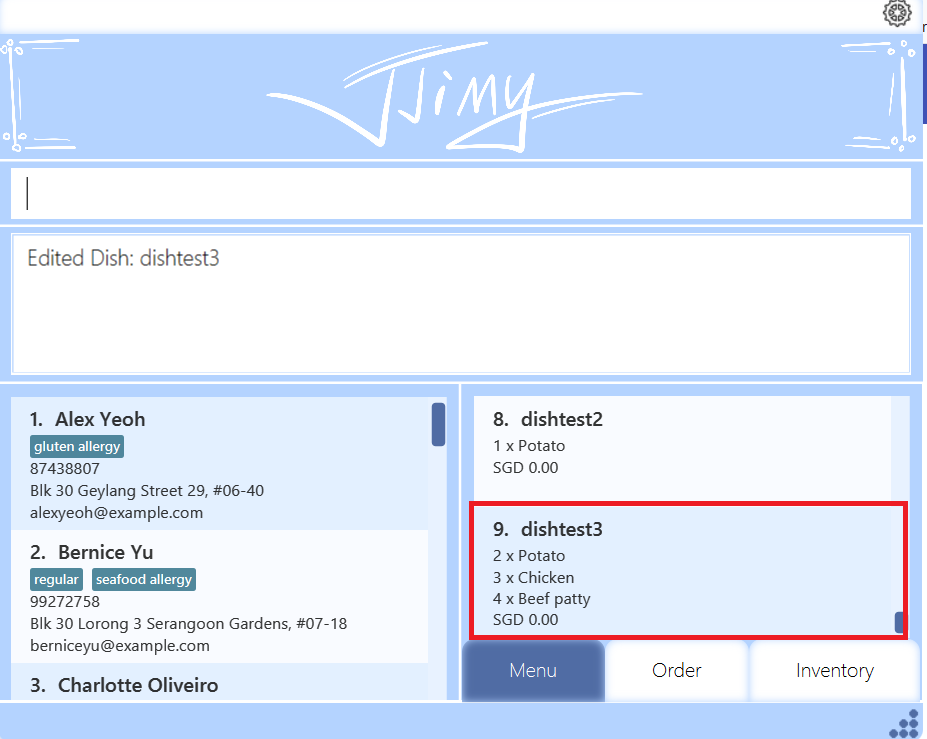 JJIMY
Edited Dish: dishtest3
1. Alex Yeoh
gluten allergy
87438807
Blk 30 Geylang Street 29, #06-40
alexyeoh@example.com
2. Bernice Yu
regular seafood allergy
99272758
Blk 30 Lorong 3 Serangoon Gardens, #07-18
berniceyu@example.com
3. Charlotte Oliveiro
8. dishtest2
1 x Potato
SGD 0.00
9. dishtest3
2 x Potato
3 x Chicken
4 x Beef patty
SGD 0.00
Menu Order Inventory